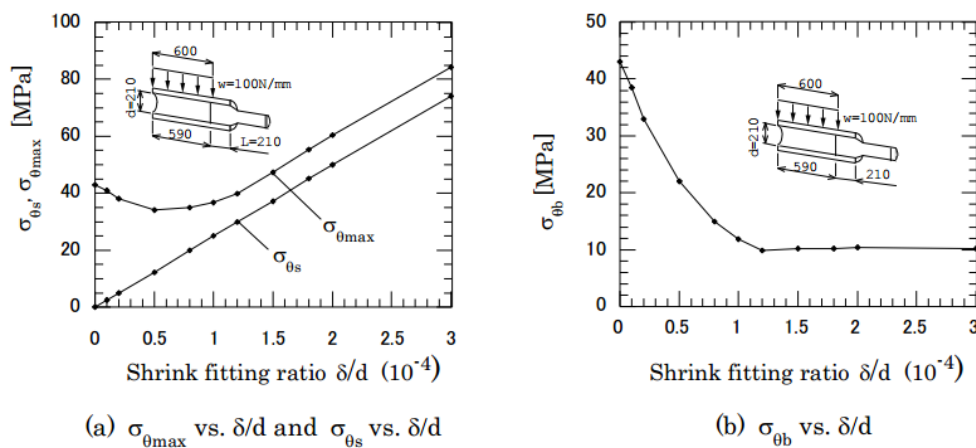 100
80
60
40
20
0
σθs, σθmax [MPa]
600
w=100N/mm
d=210
590
L=210
σθmax
σθs
0 0.5 1 1.5 2 2.5 3
Shrink fitting ratio δ/d (10⁻⁴)
(a) σθmax vs. δ/d and σθs vs. δ/d
50
40
30
20
10
0
σθb [MPa]
600
w=100N/mm
d=210
590
210
0 0.5 1 1.5 2 2.5 3
Shrink fitting ratio δ/d (10⁻⁴)
(b) σθb vs. δ/d